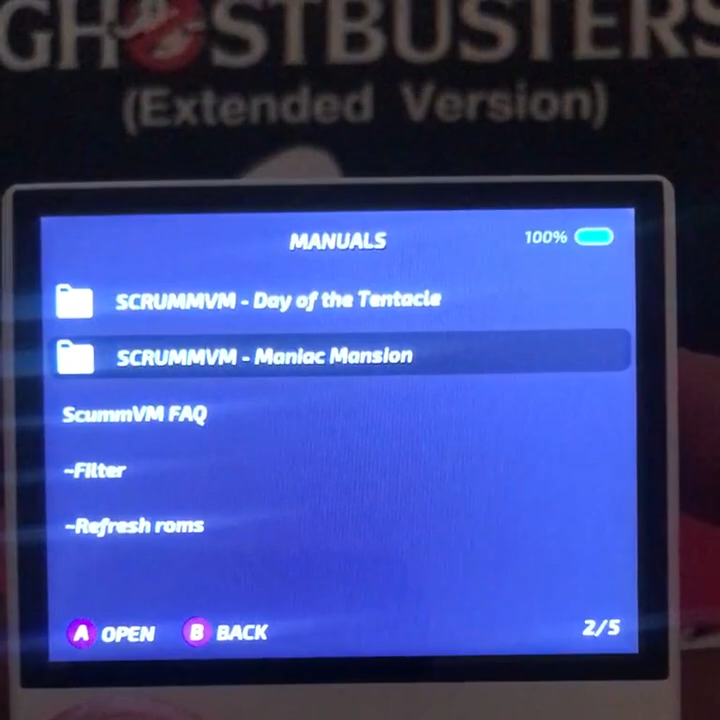 GHOSTBUSTERS
(Extended Version)
MANUALS
100%
SCRUMMVM - Day of the Tentacle
SCRUMMVM - Maniac Mansion
ScummVM FAQ
~Filter
~Refresh roms
A OPEN B BACK
2/5